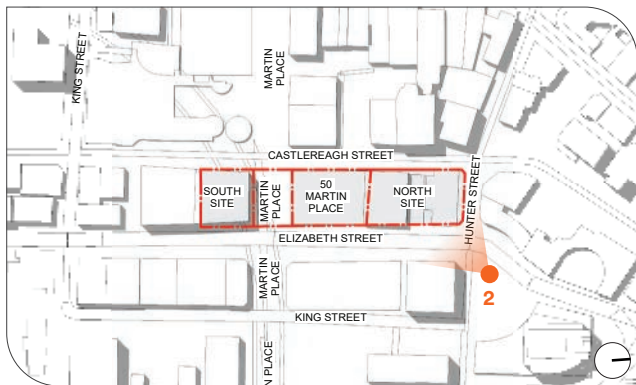 KING STREET
MARTIN
PLACE
CASTLEREAGH STREET
SOUTH
SITE
MARTIN
PLACE
50
MARTIN
PLACE
NORTH
SITE
HUNTER STREET
ELIZABETH STREET
MARTIN
PLACE
2
KING STREET
N PLACE